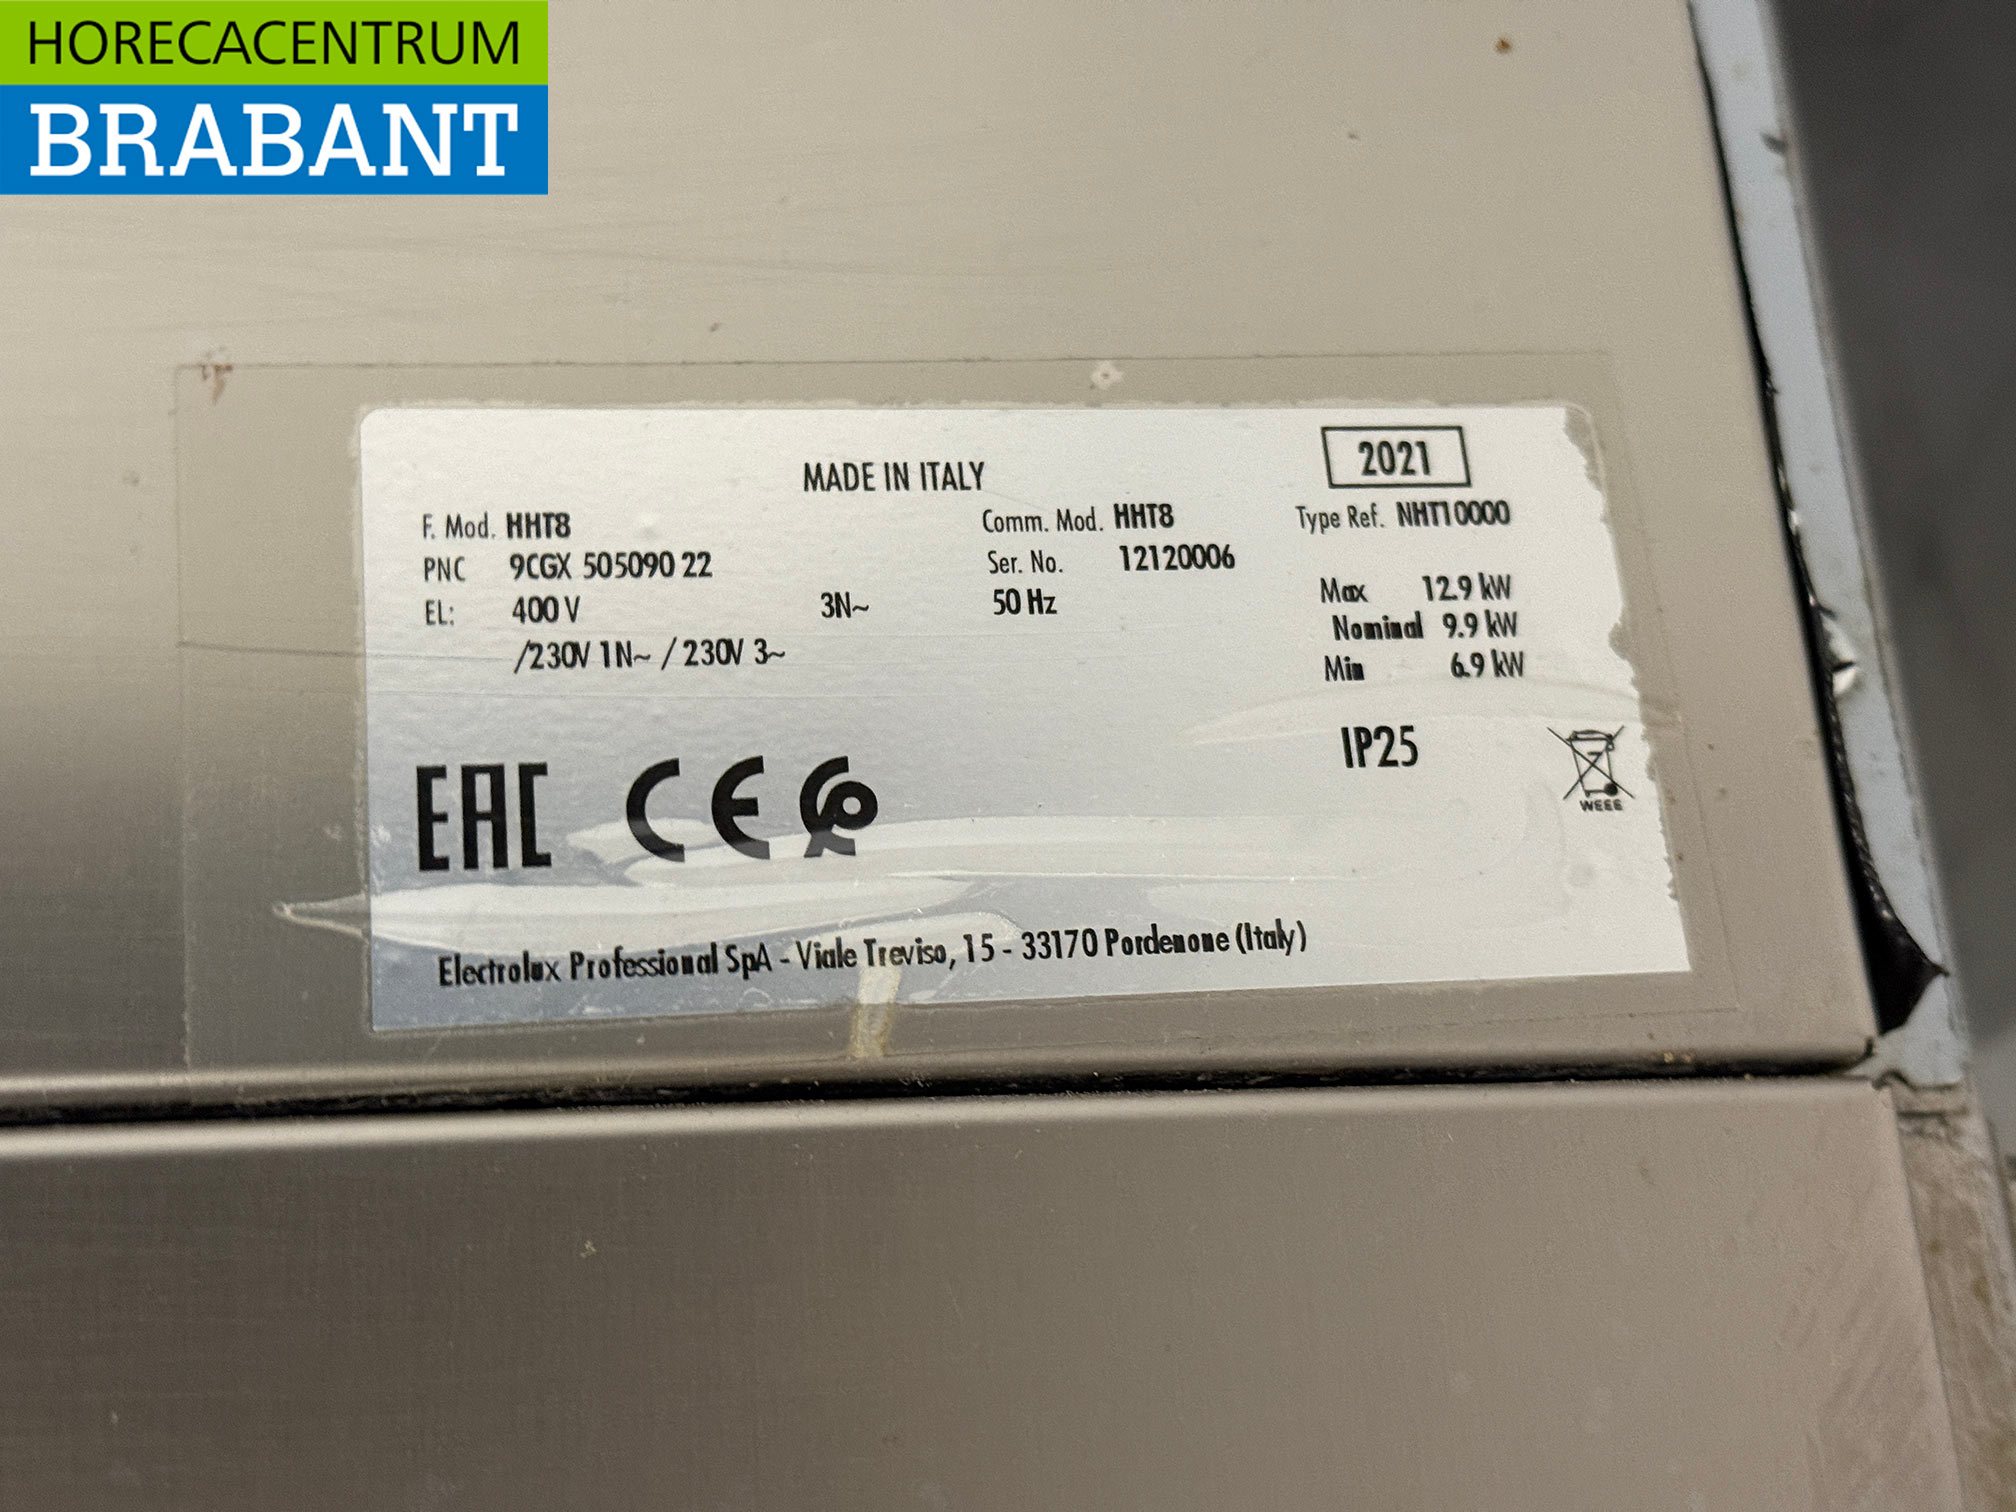 HORECACENTRUM
BRABANT
MADE IN ITALY
2021
F. Mod. HHT8 Comm. Mod. HHT8 Type Ref. NHT10000
PNC 9CGX 505090 22 Ser. No. 12120006
EL: 400 V 3N~ 50 Hz Max 12.9 kW
/230V 1N~ / 230V 3~ Nominal 9.9 kW
Min 6.9 kW
IP25
EAC CE
WEEE
Electrolux Professional SpA - Viale Treviso, 15 - 33170 Pordenone (Italy)